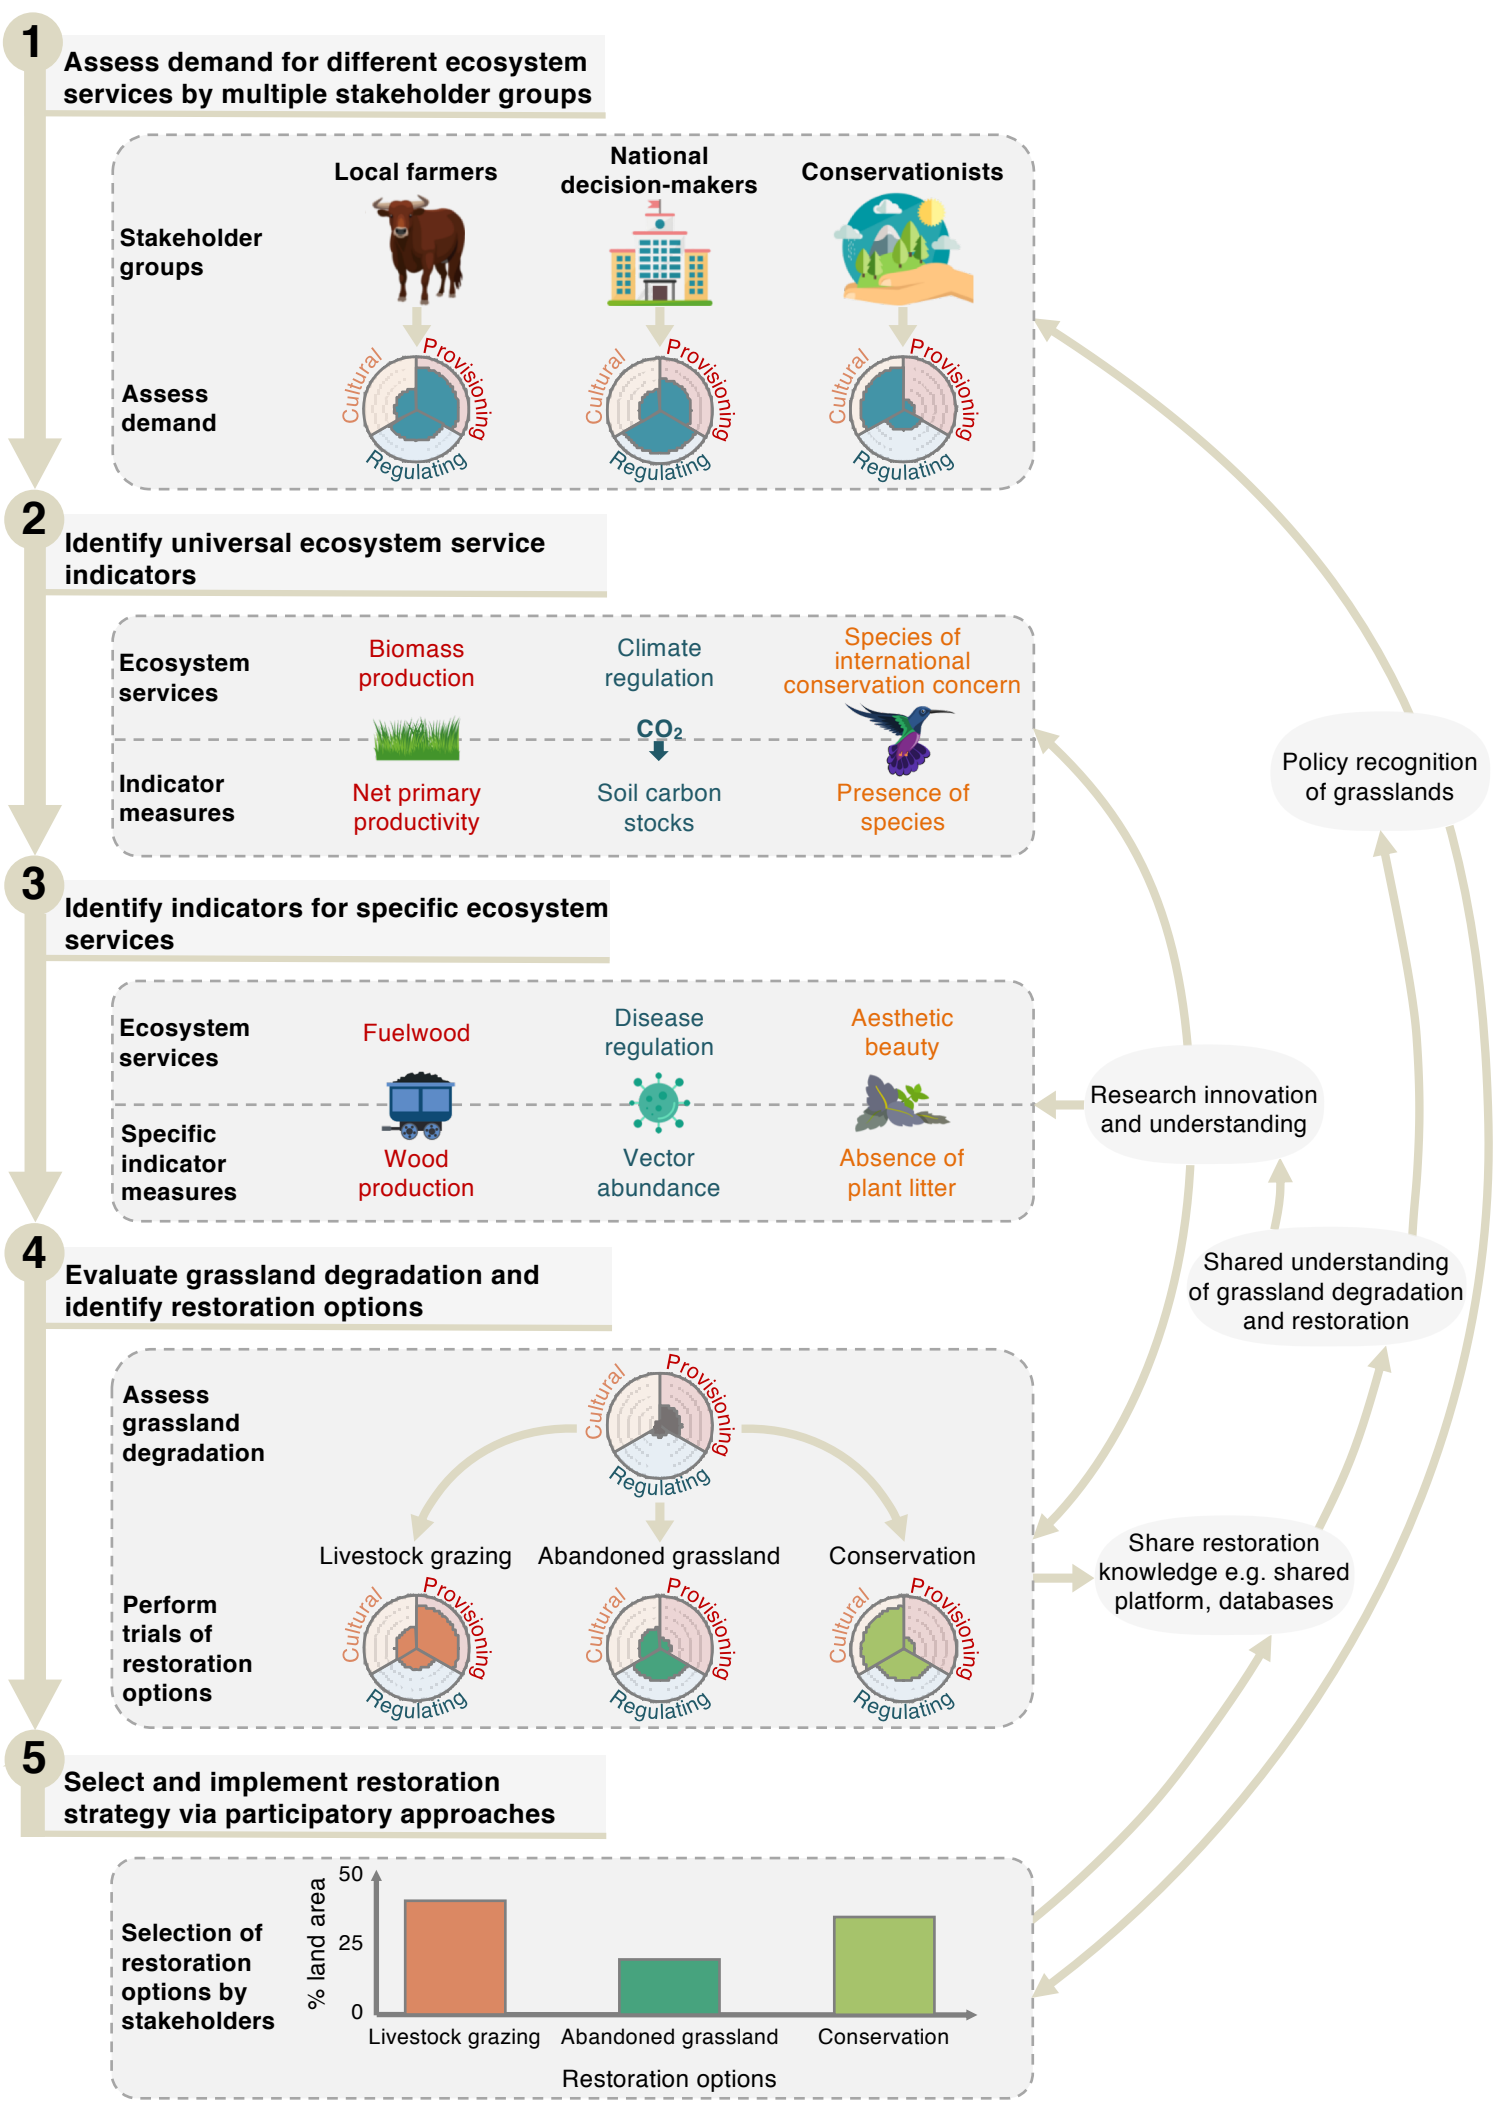 1
Assess demand for different ecosystem
services by multiple stakeholder groups
Local farmers
National
decision-makers
Conservationists
Stakeholder
groups
Assess
demand
Cultural
Provisioning
Regulating
Cultural
Provisioning
Regulating
Cultural
Provisioning
Regulating
2
Identify universal ecosystem service
indicators
Ecosystem
services
Biomass
production
Climate
regulation
Species of
international
conservation concern
CO₂
Indicator
measures
Net primary
productivity
Soil carbon
stocks
Presence of
species
Policy recognition
of grasslands
3
Identify indicators for specific ecosystem
services
Ecosystem
services
Fuelwood
Disease
regulation
Aesthetic
beauty
Specific
indicator
measures
Wood
production
Vector
abundance
Absence of
plant litter
Research innovation
and understanding
4
Evaluate grassland degradation and
identify restoration options
Shared understanding
of grassland degradation
and restoration
Assess
grassland
degradation
Cultural
Provisioning
Regulating
Livestock grazing
Abandoned grassland
Conservation
Perform
trials of
restoration
options
Cultural
Provisioning
Regulating
Cultural
Provisioning
Regulating
Cultural
Provisioning
Regulating
Share restoration
knowledge e.g. shared
platform, databases
5
Select and implement restoration
strategy via participatory approaches
Selection of
restoration
options by
stakeholders
% land area
50
25
0
Livestock grazing
Abandoned grassland
Conservation
Restoration options